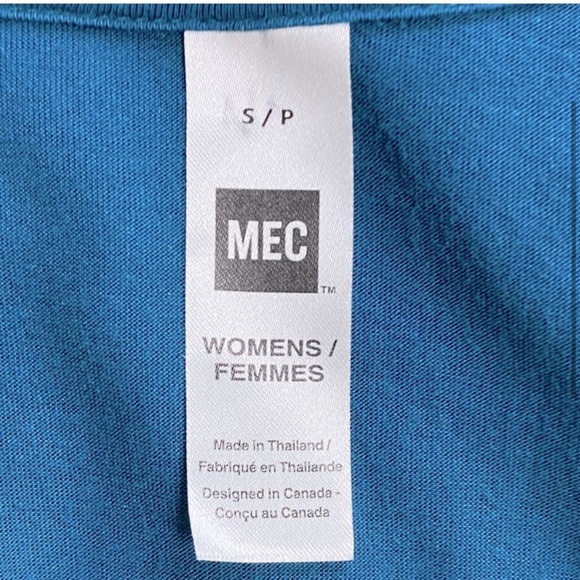 S / P
MEC
TM
WOMENS /
FEMMES
Made in Thailand /
Fabriqué en Thaïlande
Designed in Canada -
Conçu au Canada